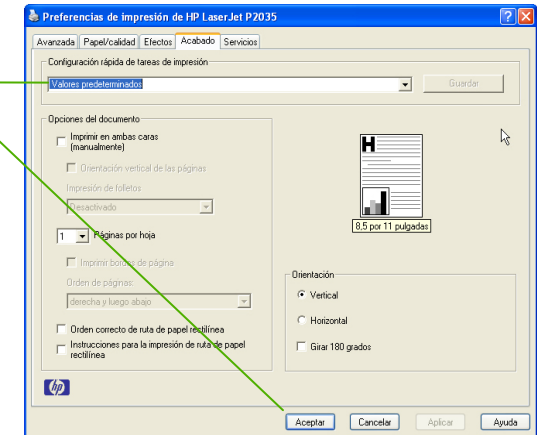 Preferencias de impresión de HP LaserJet P2035
Avanzada Papel/calidad Efectos Acabado Servicios
Configuración rápida de tareas de impresión
Valores predeterminados
Guardar
Opciones del documento
Imprimir en ambas caras
(manualmente)
Orientación vertical de las páginas
Impresión de folletos
Desactivado
1 Páginas por hoja
Imprimir bordes de página
Orden de páginas:
derecha y luego abajo
Orden correcto de ruta de papel rectilínea
Instrucciones para la impresión de ruta de papel
rectilínea
H
8,5 por 11 pulgadas
Orientación
Vertical
Horizontal
Girar 180 grados
hp
Aceptar Cancelar Aplicar Ayuda